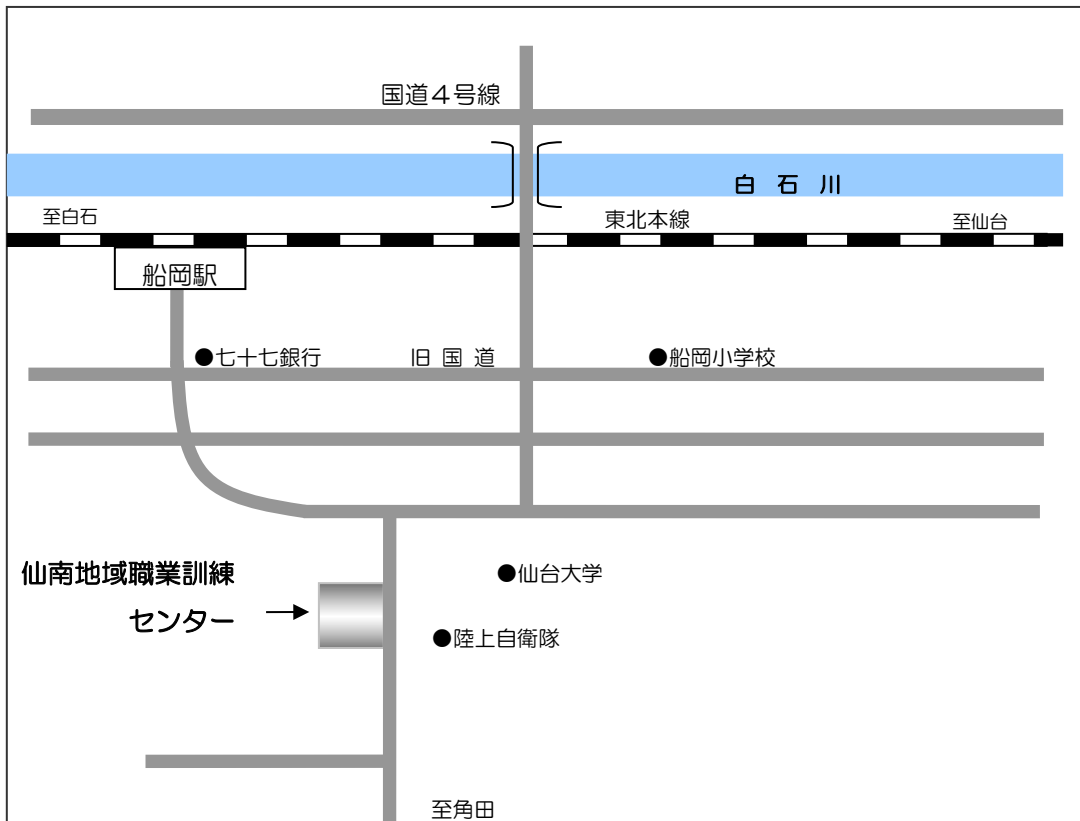 国道４号線
白 石 川
至白石
東北本線
至仙台
船岡駅
●七十七銀行
旧 国 道
●船岡小学校
仙南地域職業訓練
センター
●仙台大学
●陸上自衛隊
至角田